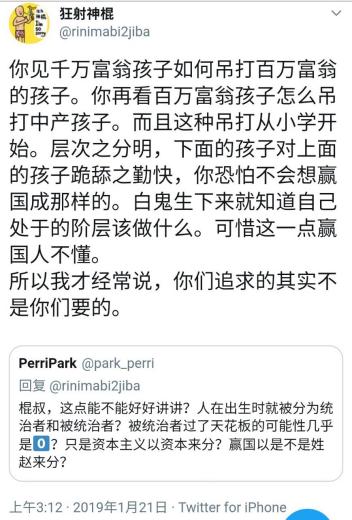 狂射神棍
@rinimabi2jiba
你见千万富翁孩子如何吊打百万富翁
的孩子。你再看百万富翁孩子怎么吊
打中产孩子。而且这种吊打从小学开
始。层次之分明，下面的孩子对上面
的孩子跪舔之勤快，你恐怕不会想赢
国成那样的。白鬼生下来就知道自己
处于的阶层该做什么。可惜这一点赢
国人不懂。
所以我才经常说，你们追求的其实不
是你们要的。
PerriPark @park_perri
回复 @rinimabi2jiba
棍叔，这点能不能好好讲讲？人在出生时就被分为统
治者和被统治者？被统治者过了天花板的可能性几乎
是0？只是资本主义以资本来分？赢国以是不是姓
赵来分？
上午3:12 · 2019年1月21日 · Twitter for iPhone